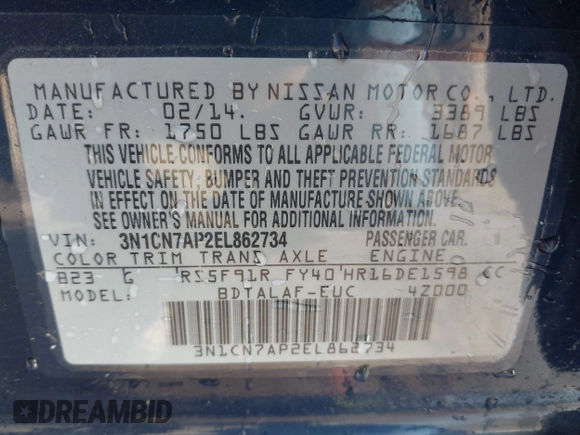 MANUFACTURED BY NISSAN MOTOR CO., LTD.
DATE: 02/14. GVWR: 3389 LBS
GAWR FR: 1750 LBS GAWR RR: 1687 LBS
THIS VEHICLE CONFORMS TO ALL APPLICABLE FEDERAL MOTOR
VEHICLE SAFETY, BUMPER AND THEFT PREVENTION STANDARDS
IN EFFECT ON THE DATE OF MANUFACTURE SHOWN ABOVE.
SEE OWNER'S MANUAL FOR ADDITIONAL INFORMATION.
VIN: 3N1CN7AP2EL862734 PASSENGER CAR.
COLOR TRIM TRANS AXLE ENGINE
B23 G RS5F91R FY40 HR16DE1598 CC
MODEL: BDTALAF-EUC 4Z000
3N1CN7AP2EL862734
DREAMBID